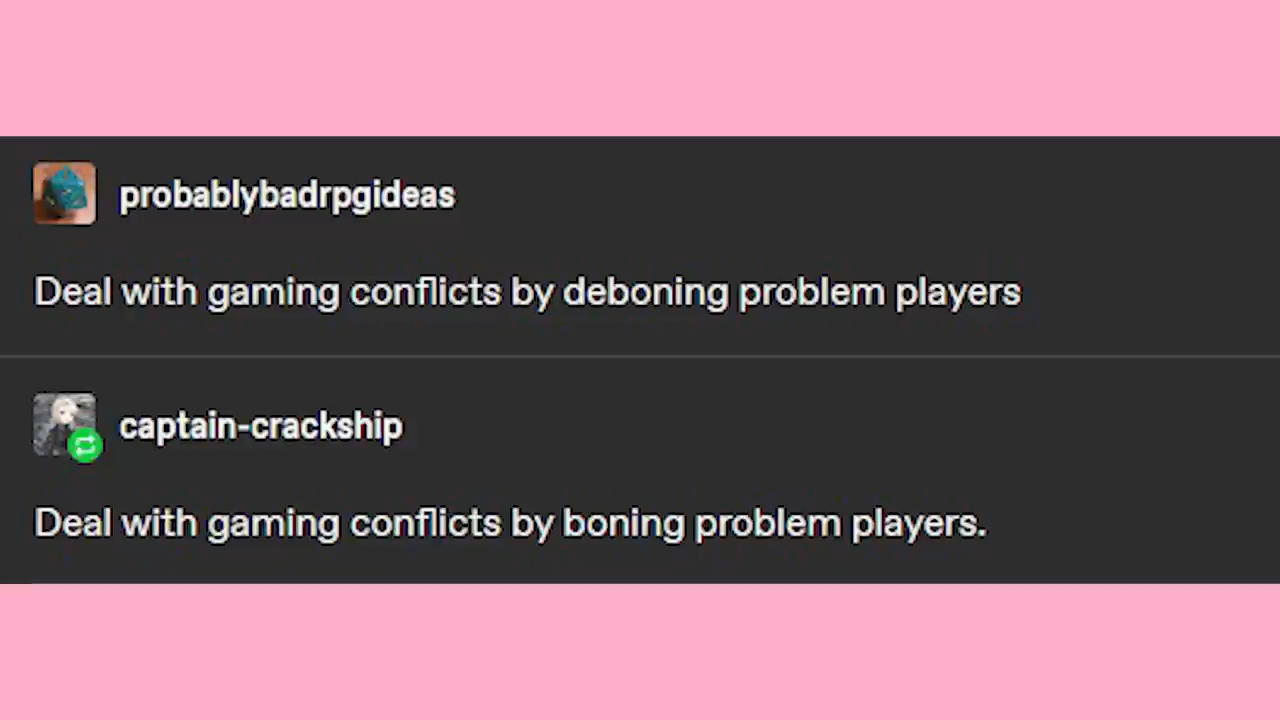 probablybadrpgideas
Deal with gaming conflicts by deboning problem players
captain-crackship
Deal with gaming conflicts by boning problem players.